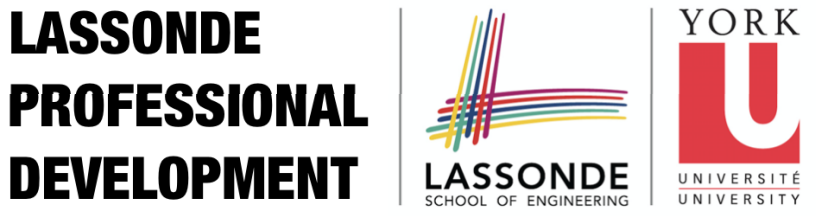 LASSONDE
PROFESSIONAL
DEVELOPMENT
LASSONDE
SCHOOL OF ENGINEERING
YORK
U
UNIVERSITÉ
UNIVERSITY